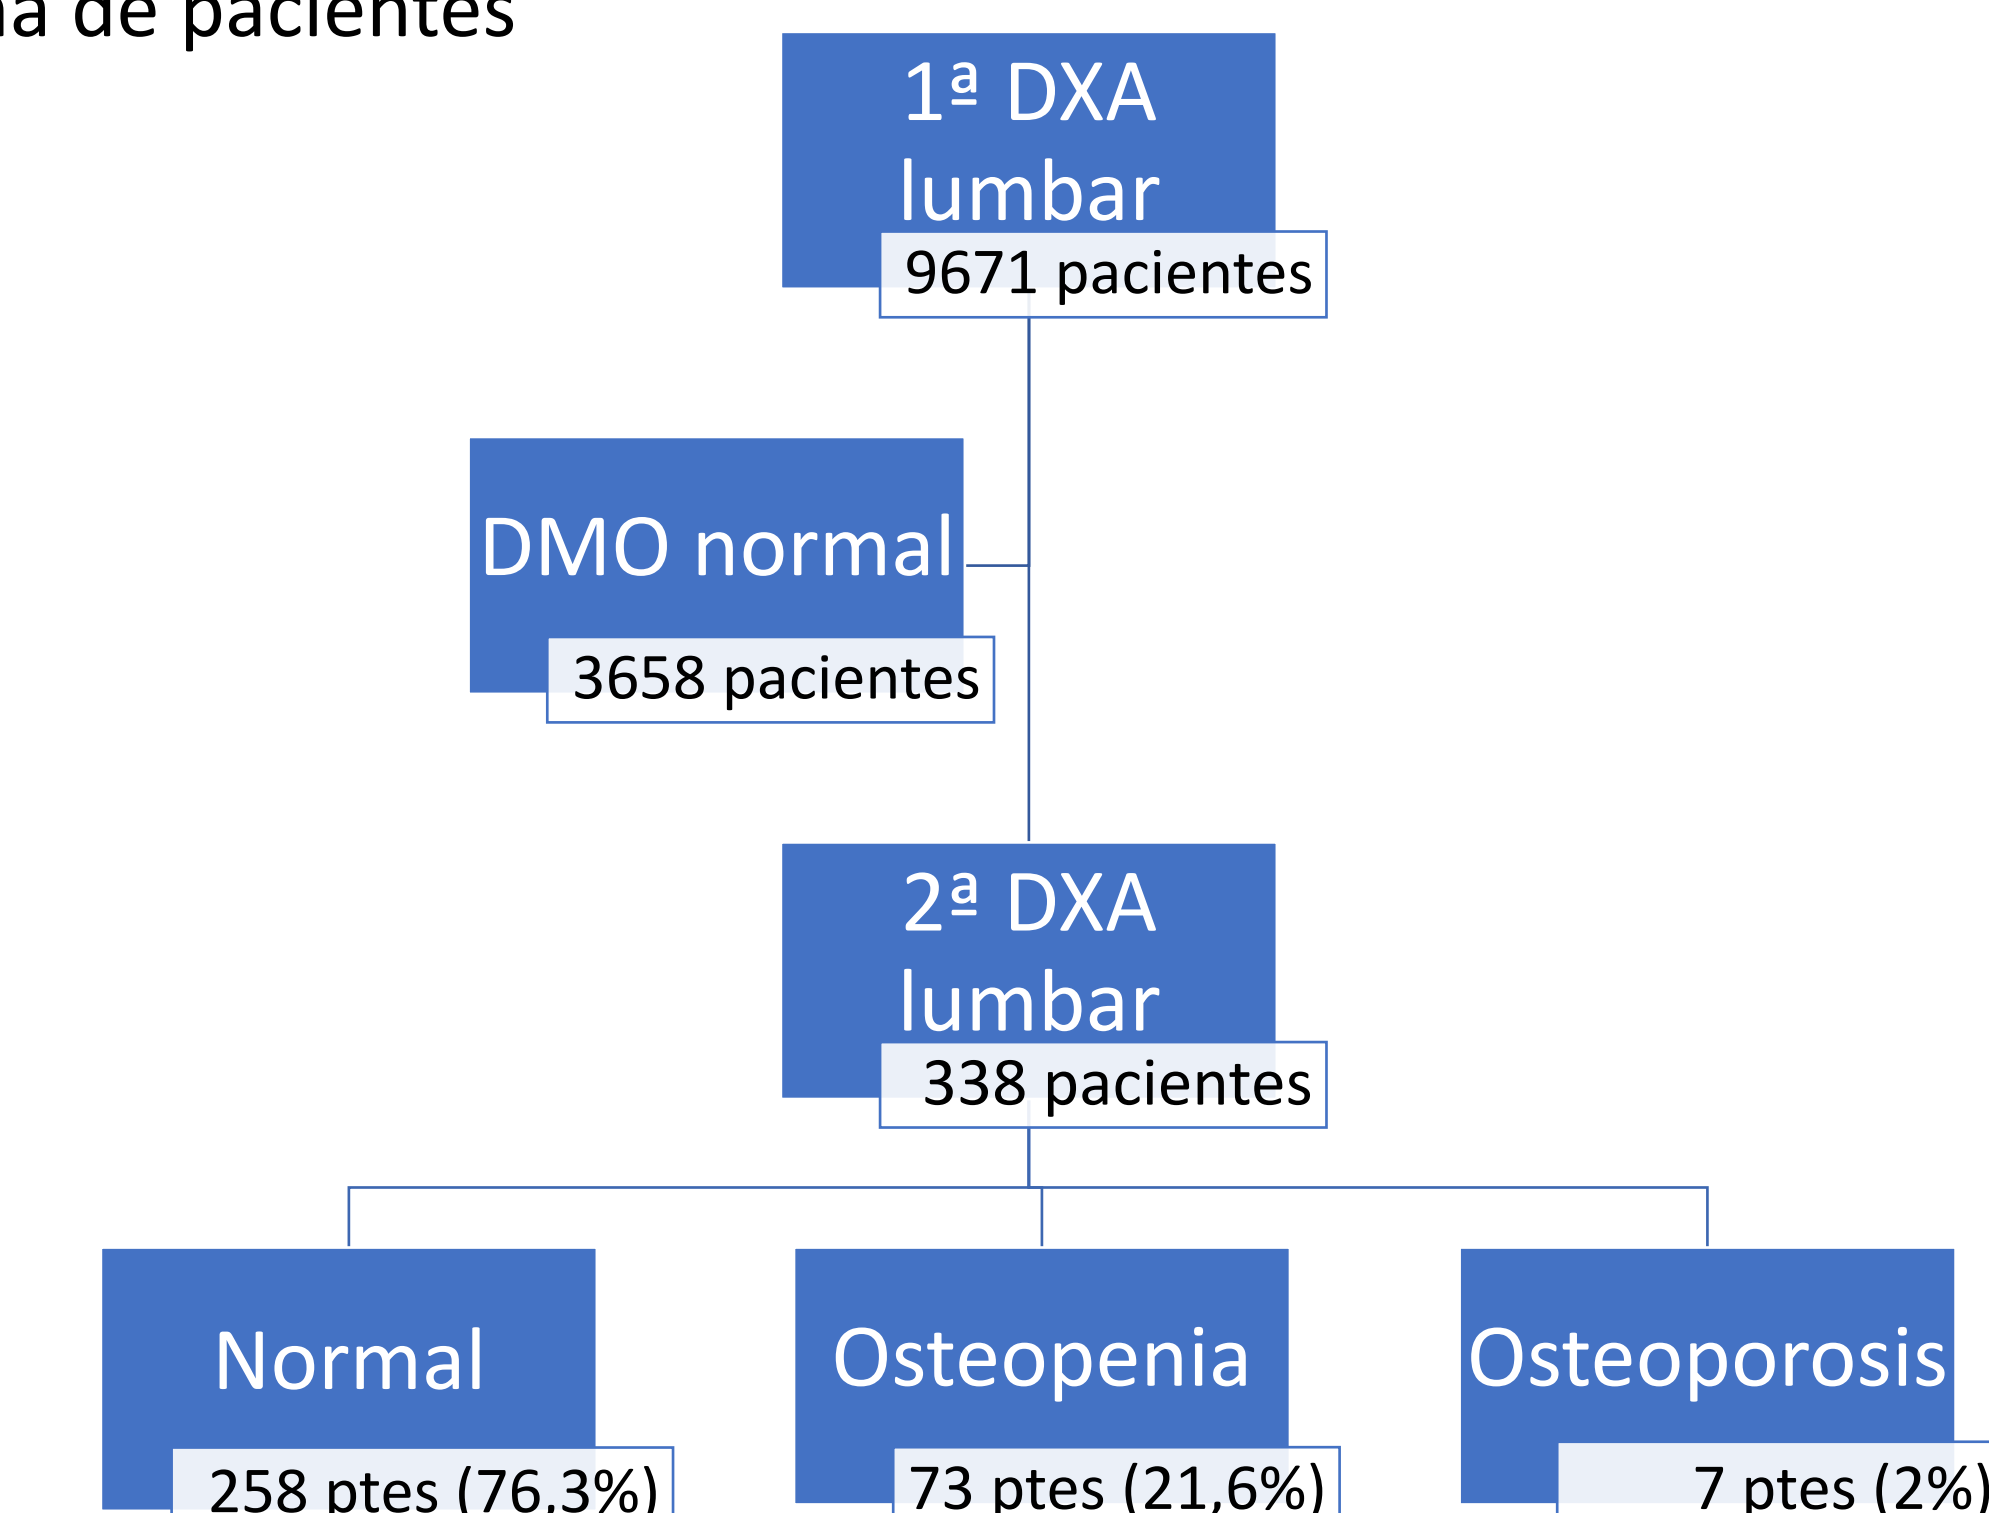 de pacientes
1ª DXA
lumbar
9671 pacientes
DMO normal
3658 pacientes
2ª DXA
lumbar
338 pacientes
Normal
258 ptes (76,3%)
Osteopenia
73 ptes (21,6%)
Osteoporosis
7 ptes (2%)